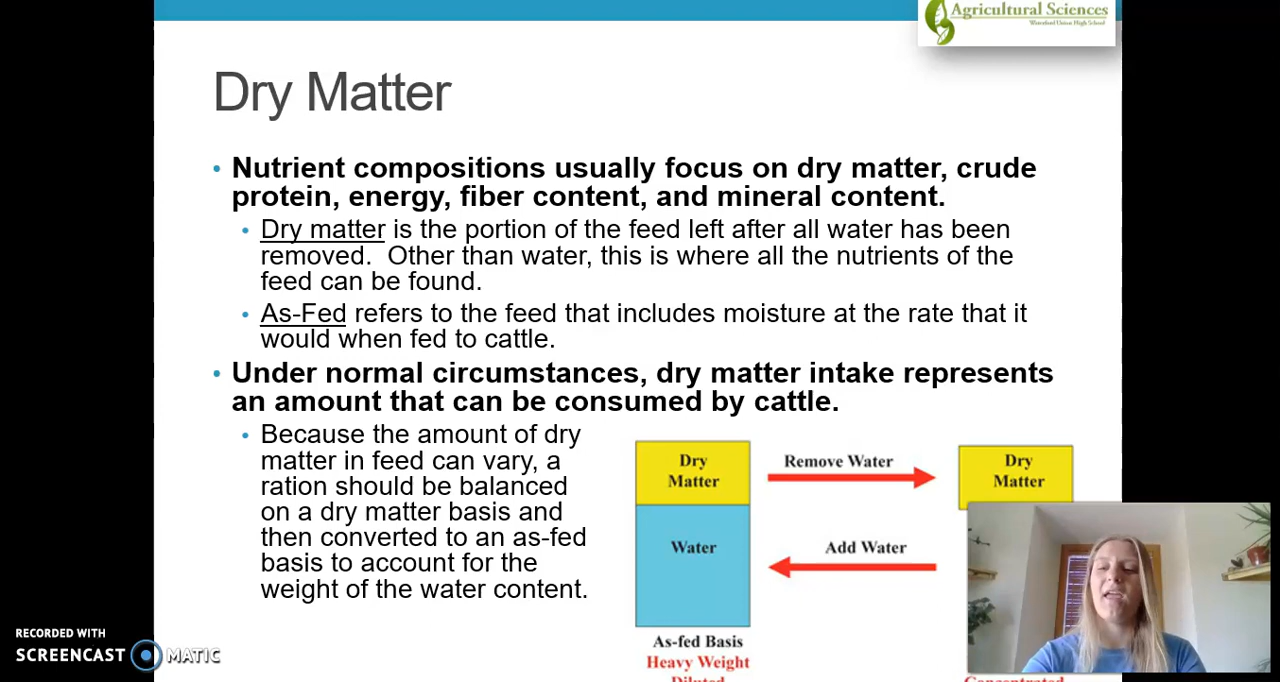 Agricultural Sciences
Waterford Union High School
Dry Matter
• Nutrient compositions usually focus on dry matter, crude
protein, energy, fiber content, and mineral content.
• Dry matter is the portion of the feed left after all water has been
removed.  Other than water, this is where all the nutrients of the
feed can be found.
• As-Fed refers to the feed that includes moisture at the rate that it
would when fed to cattle.
• Under normal circumstances, dry matter intake represents
an amount that can be consumed by cattle.
• Because the amount of dry
matter in feed can vary, a
ration should be balanced
on a dry matter basis and
then converted to an as-fed
basis to account for the
weight of the water content.
Dry
Matter
Water
As-fed Basis
Heavy Weight
Diluted
Remove Water
Add Water
Dry
Matter
Concentrated
RECORDED WITH
SCREENCAST MATIC